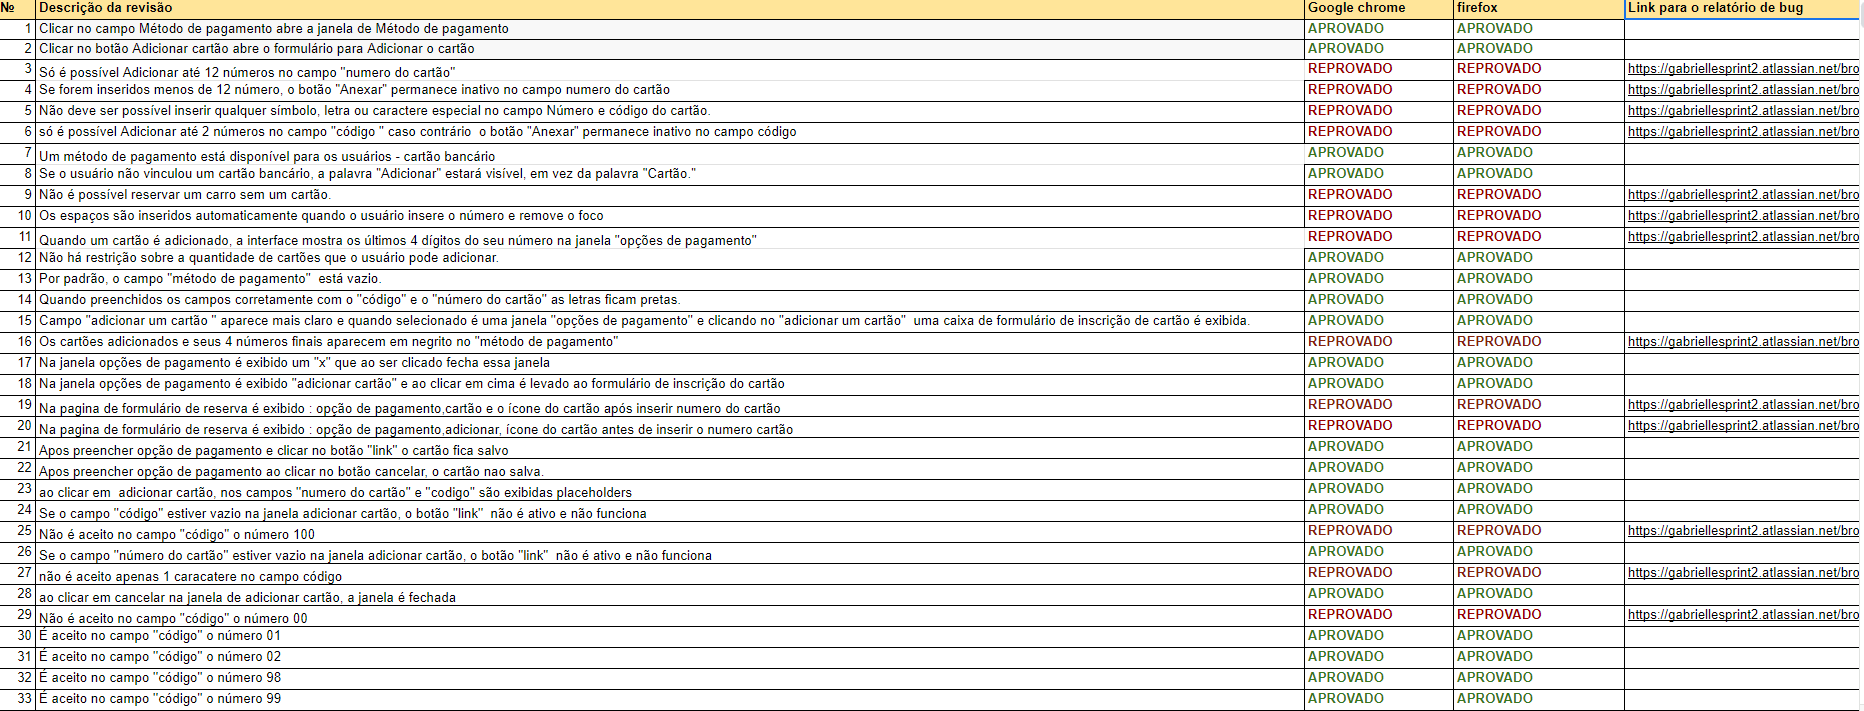 № Descrição da revisão Google chrome firefox Link para o relatório de bug
1 Clicar no campo Método de pagamento abre a janela de Método de pagamento APROVADO APROVADO
2 Clicar no botão Adicionar cartão abre o formulário para Adicionar o cartão APROVADO APROVADO
3 Só é possível Adicionar até 12 números no campo "numero do cartão" REPROVADO REPROVADO https://gabriellesprint2.atlassian.net/bro
4 Se forem inseridos menos de 12 número, o botão "Anexar" permanece inativo no campo numero do cartão REPROVADO REPROVADO https://gabriellesprint2.atlassian.net/bro
5 Não deve ser possível inserir qualquer símbolo, letra ou caractere especial no campo Número e código do cartão. REPROVADO REPROVADO https://gabriellesprint2.atlassian.net/bro
6 só é possível Adicionar até 2 números no campo "código " caso contrário  o botão "Anexar" permanece inativo no campo código REPROVADO REPROVADO https://gabriellesprint2.atlassian.net/bro
7 Um método de pagamento está disponível para os usuários - cartão bancário APROVADO APROVADO
8 Se o usuário não vinculou um cartão bancário, a palavra "Adicionar" estará visível, em vez da palavra "Cartão." APROVADO APROVADO
9 Não é possível reservar um carro sem um cartão. REPROVADO REPROVADO https://gabriellesprint2.atlassian.net/bro
10 Os espaços são inseridos automaticamente quando o usuário insere o número e remove o foco REPROVADO REPROVADO https://gabriellesprint2.atlassian.net/bro
11 Quando um cartão é adicionado, a interface mostra os últimos 4 dígitos do seu número na janela "opções de pagamento" REPROVADO REPROVADO https://gabriellesprint2.atlassian.net/bro
12 Não há restrição sobre a quantidade de cartões que o usuário pode adicionar. APROVADO APROVADO
13 Por padrão, o campo "método de pagamento"  está vazio. APROVADO APROVADO
14 Quando preenchidos os campos corretamente com o "código" e o "número do cartão" as letras ficam pretas. APROVADO APROVADO
15 Campo "adicionar um cartão " aparece mais claro e quando selecionado é uma janela "opções de pagamento" e clicando no "adicionar um cartão"  uma caixa de formulário de inscrição de cartão é exibida. APROVADO APROVADO
16 Os cartões adicionados e seus 4 números finais aparecem em negrito no "método de pagamento" REPROVADO REPROVADO https://gabriellesprint2.atlassian.net/bro
17 Na janela opções de pagamento é exibido um "x" que ao ser clicado fecha essa janela APROVADO APROVADO
18 Na janela opções de pagamento é exibido "adicionar cartão" e ao clicar em cima é levado ao formulário de inscrição do cartão APROVADO APROVADO
19 Na pagina de formulário de reserva é exibido : opção de pagamento,cartão e o ícone do cartão após inserir numero do cartão REPROVADO REPROVADO https://gabriellesprint2.atlassian.net/bro
20 Na pagina de formulário de reserva é exibido : opção de pagamento,adicionar, ícone do cartão antes de inserir o numero cartão REPROVADO REPROVADO https://gabriellesprint2.atlassian.net/bro
21 Apos preencher opção de pagamento e clicar no botão "link" o cartão fica salvo APROVADO APROVADO
22 Apos preencher opção de pagamento ao clicar no botão cancelar, o cartão nao salva. APROVADO APROVADO
23 ao clicar em  adicionar cartão, nos campos "numero do cartão" e "codigo" são exibidas placeholders APROVADO APROVADO
24 Se o campo "código" estiver vazio na janela adicionar cartão, o botão "link"  não é ativo e não funciona APROVADO APROVADO
25 Não é aceito no campo "código" o número 100 REPROVADO REPROVADO https://gabriellesprint2.atlassian.net/bro
26 Se o campo "número do cartão" estiver vazio na janela adicionar cartão, o botão "link"  não é ativo e não funciona APROVADO APROVADO
27 não é aceito apenas 1 caracatere no campo código REPROVADO REPROVADO https://gabriellesprint2.atlassian.net/bro
28 ao clicar em cancelar na janela de adicionar cartão, a janela é fechada APROVADO APROVADO
29 Não é aceito no campo "código" o número 00 REPROVADO REPROVADO https://gabriellesprint2.atlassian.net/bro
30 É aceito no campo "código" o número 01 APROVADO APROVADO
31 É aceito no campo "código" o número 02 APROVADO APROVADO
32 É aceito no campo "código" o número 98 APROVADO APROVADO
33 É aceito no campo "código" o número 99 APROVADO APROVADO